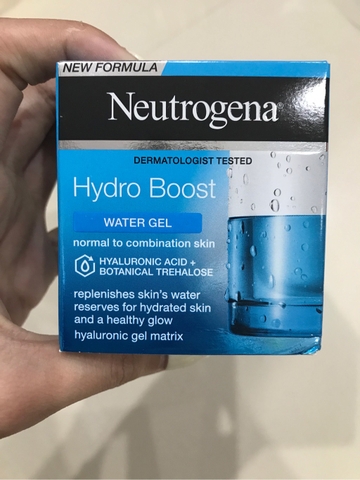 NEW FORMULA
Neutrogena
DERMATOLOGIST TESTED
Hydro Boost
WATER GEL
normal to combination skin
HYALURONIC ACID +
BOTANICAL TREHALOSE
replenishes skin's water
reserves for hydrated skin
and a healthy glow
hyaluronic gel matrix